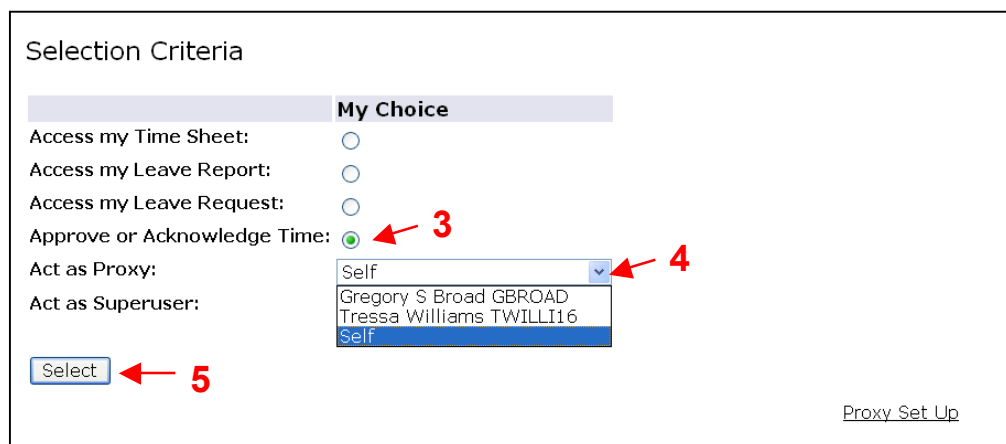 Selection Criteria
My Choice
Access my Time Sheet:
Access my Leave Report:
Access my Leave Request:
Approve or Acknowledge Time: 3
Act as Proxy: Self 4
Gregory S Broad GBROAD
Act as Superuser:
Tressa Williams TWILLI16
Self
Select 5
Proxy Set Up